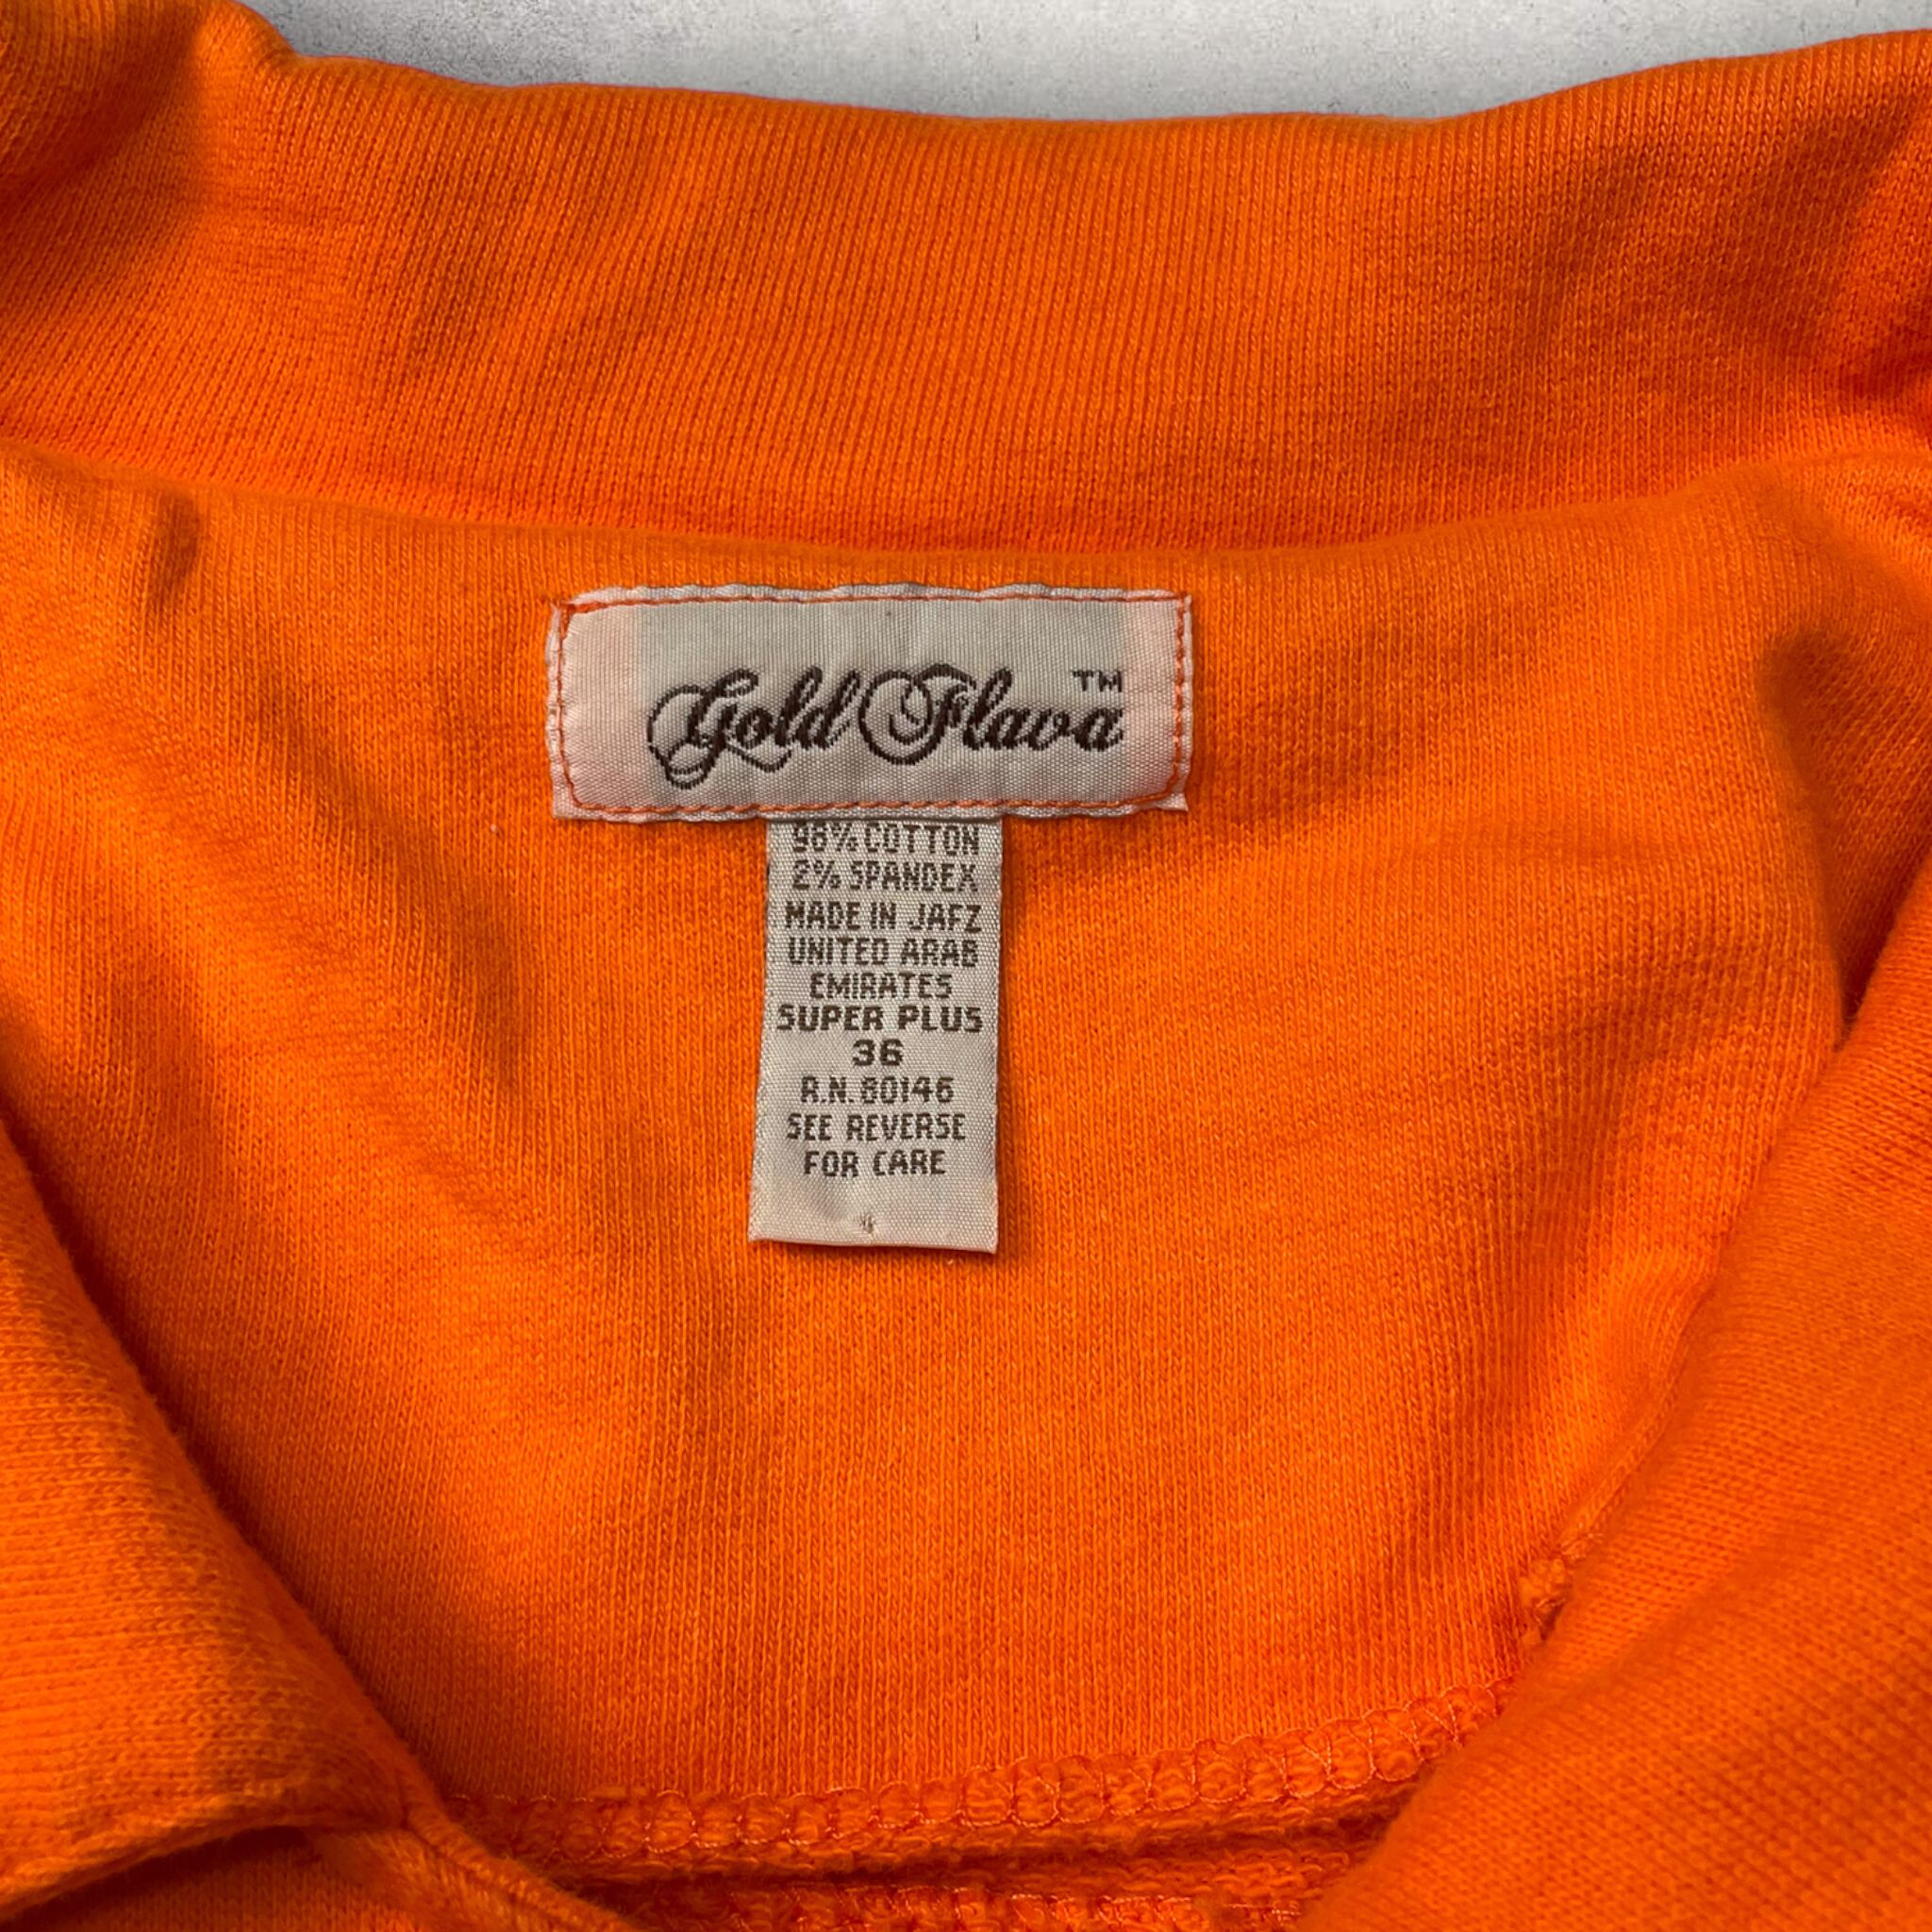 Gold Flava™
98% COTTON
2% SPANDEX
MADE IN JAFZ
UNITED ARAB
EMIRATES
SUPER PLUS
36
R.N. 80146
SEE REVERSE
FOR CARE